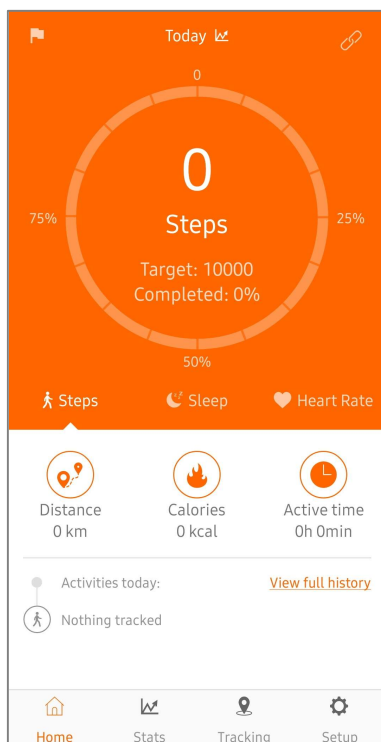 Today
0
0
Steps
75%
25%
Target: 10000
Completed: 0%
50%
Steps
Sleep
Heart Rate
Distance
Calories
Active time
0 km
0 kcal
0h 0min
Activities today:
View full history
Nothing tracked
Home
Stats
Tracking
Setup